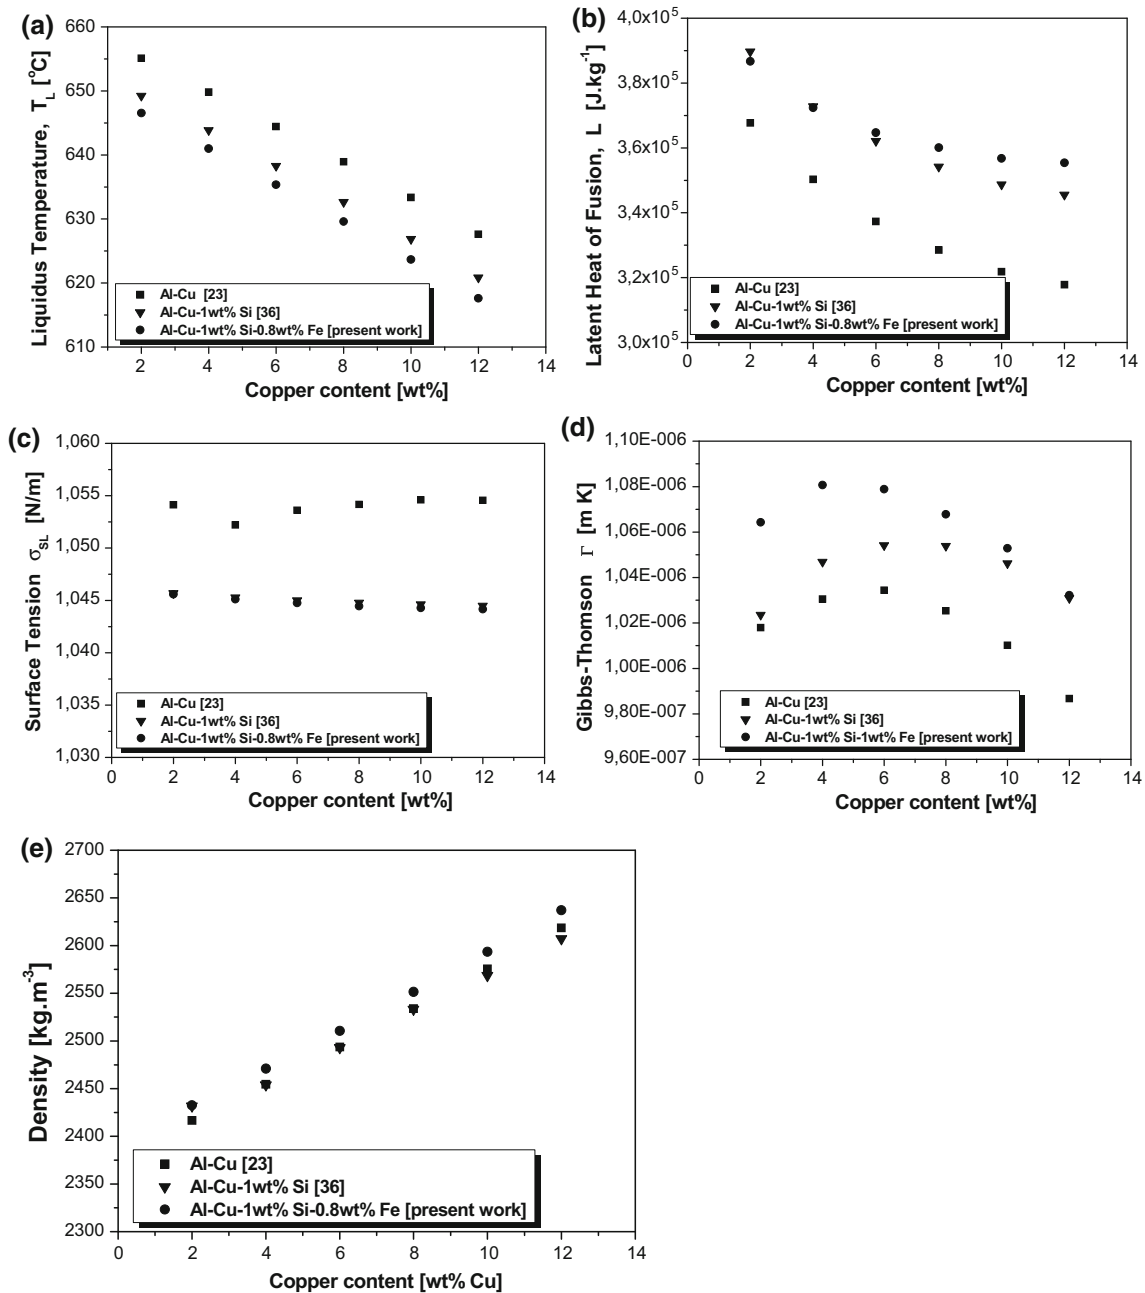 (a)
660
650
640
630
620
610
Liquidus Temperature, T_L [°C]
Al-Cu [23]
Al-Cu-1wt% Si [36]
Al-Cu-1wt% Si-0.8wt% Fe [present work]
2 4 6 8 10 12 14
Copper content [wt%]
(b)
4,0x10^5
3,8x10^5
3,6x10^5
3,4x10^5
3,2x10^5
3,0x10^5
Latent Heat of Fusion, L [J.kg^-1]
Al-Cu [23]
Al-Cu-1wt% Si [36]
Al-Cu-1wt% Si-0.8wt% Fe [present work]
0 2 4 6 8 10 12 14
Copper content [wt%]
(c)
1,060
1,055
1,050
1,045
1,040
1,035
1,030
Surface Tension σ_SL [N/m]
Al-Cu [23]
Al-Cu-1wt% Si [36]
Al-Cu-1wt% Si-0.8wt% Fe [present work]
0 2 4 6 8 10 12 14
Copper content [wt%]
(d)
1,10E-006
1,08E-006
1,06E-006
1,04E-006
1,02E-006
1,00E-006
9,80E-007
9,60E-007
Gibbs-Thomson Γ [m K]
Al-Cu [23]
Al-Cu-1wt% Si [36]
Al-Cu-1wt% Si-1wt% Fe [present work]
0 2 4 6 8 10 12 14
Copper content [wt%]
(e)
2700
2650
2600
2550
2500
2450
2400
2350
2300
Density [kg.m^-3]
Al-Cu [23]
Al-Cu-1wt% Si [36]
Al-Cu-1wt% Si-0.8wt% Fe [present work]
0 2 4 6 8 10 12 14
Copper content [wt% Cu]